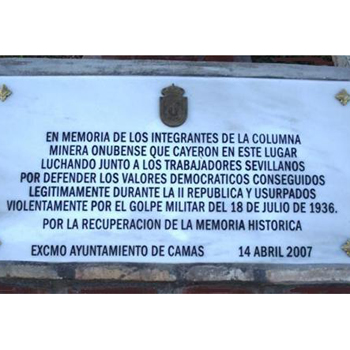 EN MEMORIA DE LOS INTEGRANTES DE LA COLUMNA
MINERA ONUBENSE QUE CAYERON EN ESTE LUGAR
LUCHANDO JUNTO A LOS TRABAJADORES SEVILLANOS
POR DEFENDER LOS VALORES DEMOCRATICOS CONSEGUIDOS
LEGITIMAMENTE DURANTE LA II REPUBLICA Y USURPADOS
VIOLENTAMENTE POR EL GOLPE MILITAR DEL 18 DE JULIO DE 1936.
POR LA RECUPERACION DE LA MEMORIA HISTORICA
EXCMO AYUNTAMIENTO DE CAMAS 14 ABRIL 2007